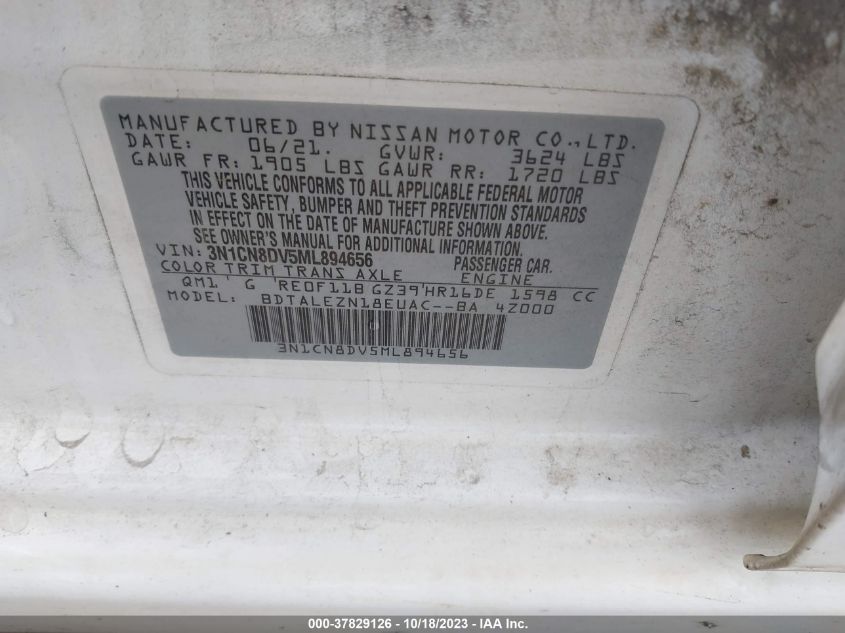 MANUFACTURED BY NISSAN MOTOR CO.,LTD.
DATE: 06/21. GVWR: 3624 LBS
GAWR FR: 1905 LBS GAWR RR: 1720 LBS
THIS VEHICLE CONFORMS TO ALL APPLICABLE FEDERAL MOTOR
VEHICLE SAFETY, BUMPER AND THEFT PREVENTION STANDARDS
IN EFFECT ON THE DATE OF MANUFACTURE SHOWN ABOVE.
SEE OWNER'S MANUAL FOR ADDITIONAL INFORMATION.
VIN: 3N1CN8DV5ML894656 PASSENGER CAR.
COLOR TRIM TRANS AXLE ENGINE
QM1' G 'RE0F11B GZ39'HR16DE 1598 CC
MODEL: BDTALEZN18EUAC--BA 4Z000
3N1CN8DV5ML894656
000-37829126 - 10/18/2023 - IAA Inc.